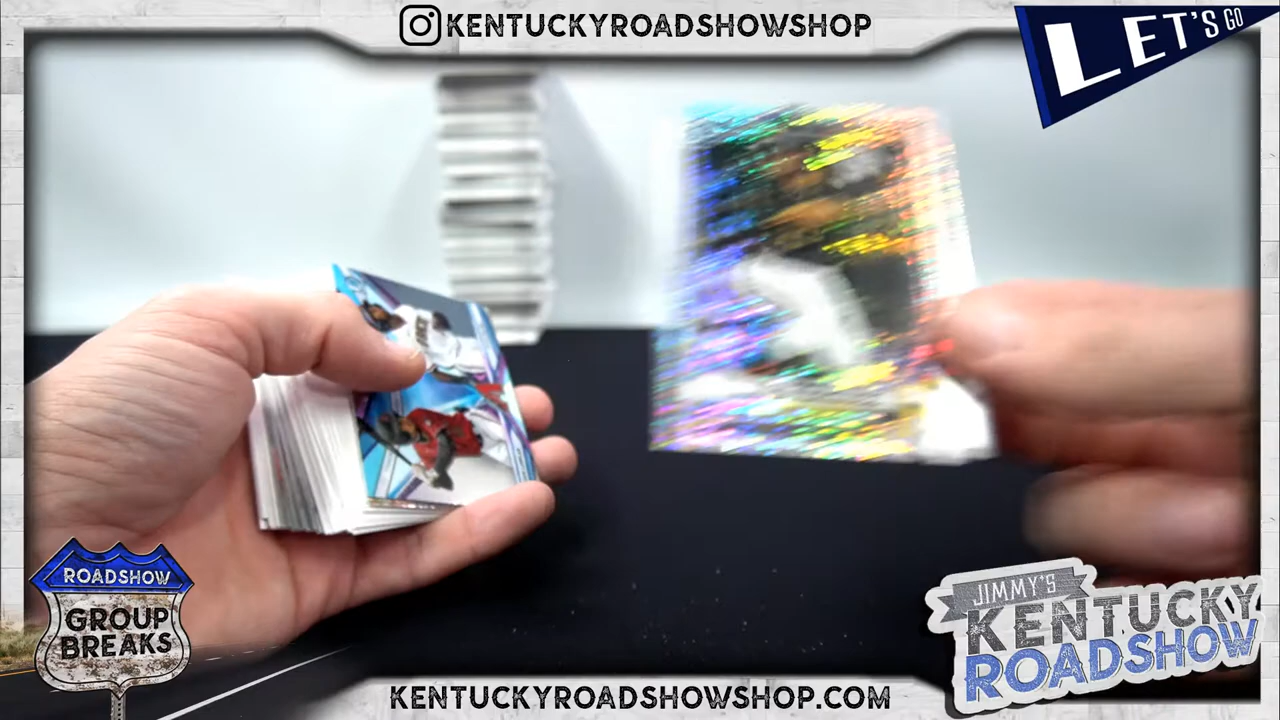 KENTUCKYROADSHOWSHOP
LET'S GO
ROADSHOW
GROUP
BREAKS
JIMMY'S
KENTUCKY
ROADSHOW
KENTUCKYROADSHOWSHOP.COM